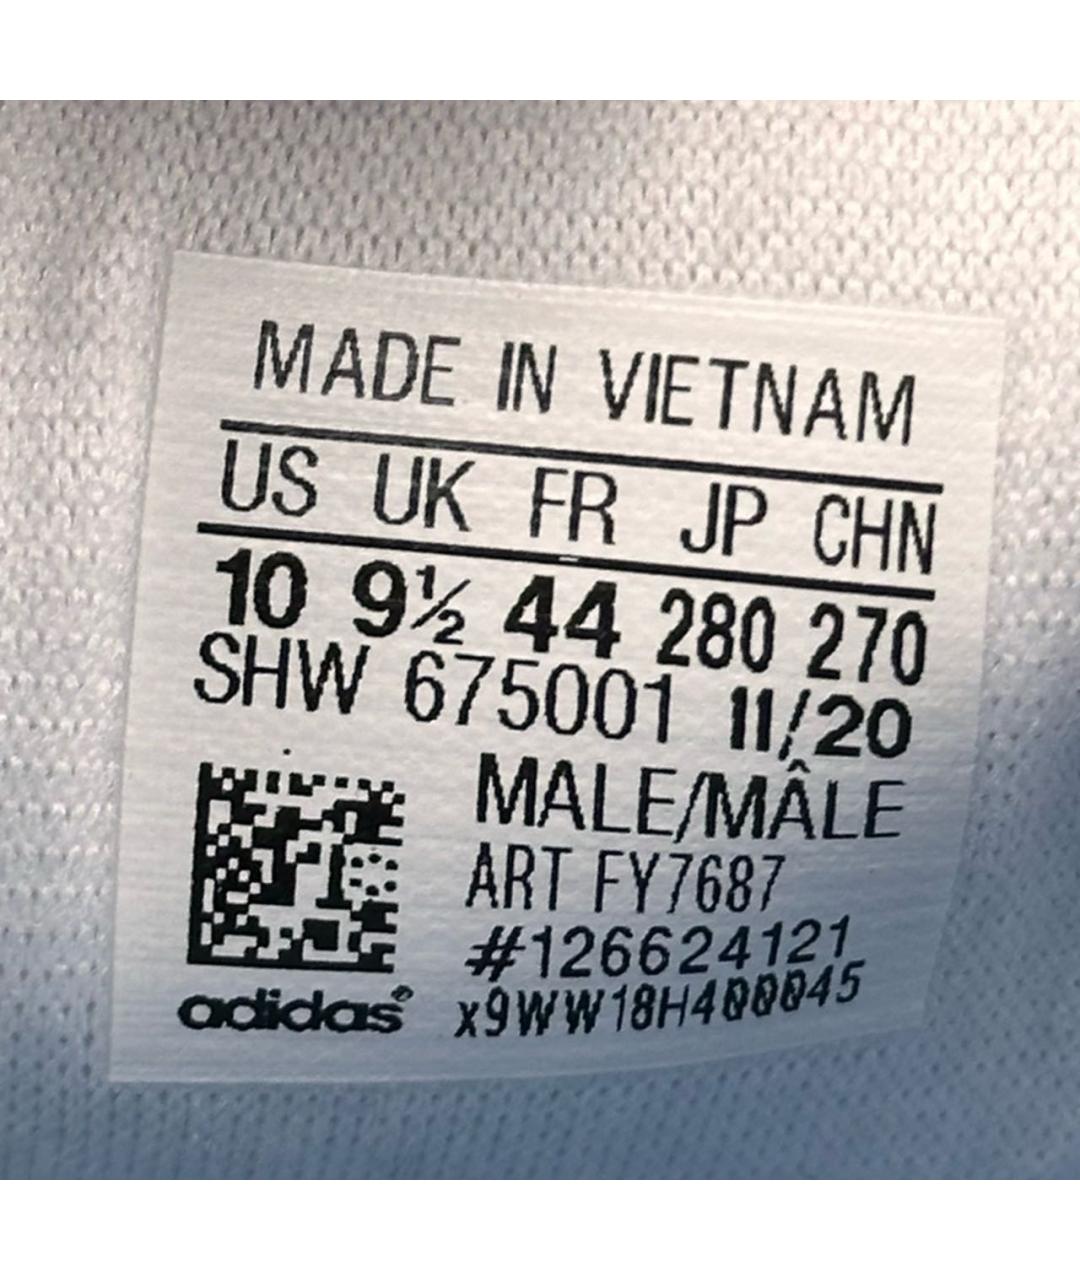 MADE IN VIETNAM
US UK FR JP CHN
10 9½ 44 280 270
SHW 675001 11/20
MALE/MÂLE
ART FY7687
#126624121
x9WW18H400045
adidas®